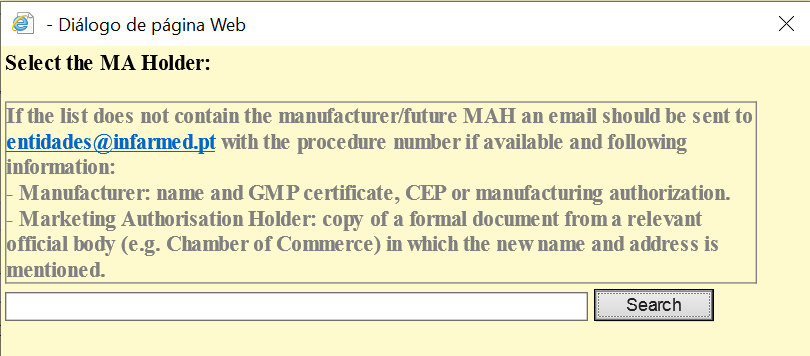 - Diálogo de página Web
Select the MA Holder:
If the list does not contain the manufacturer/future MAH an email should be sent to
entidades@infarmed.pt with the procedure number if available and following
information:
- Manufacturer: name and GMP certificate, CEP or manufacturing authorization.
- Marketing Authorisation Holder: copy of a formal document from a relevant
official body (e.g. Chamber of Commerce) in which the new name and address is
mentioned.
Search